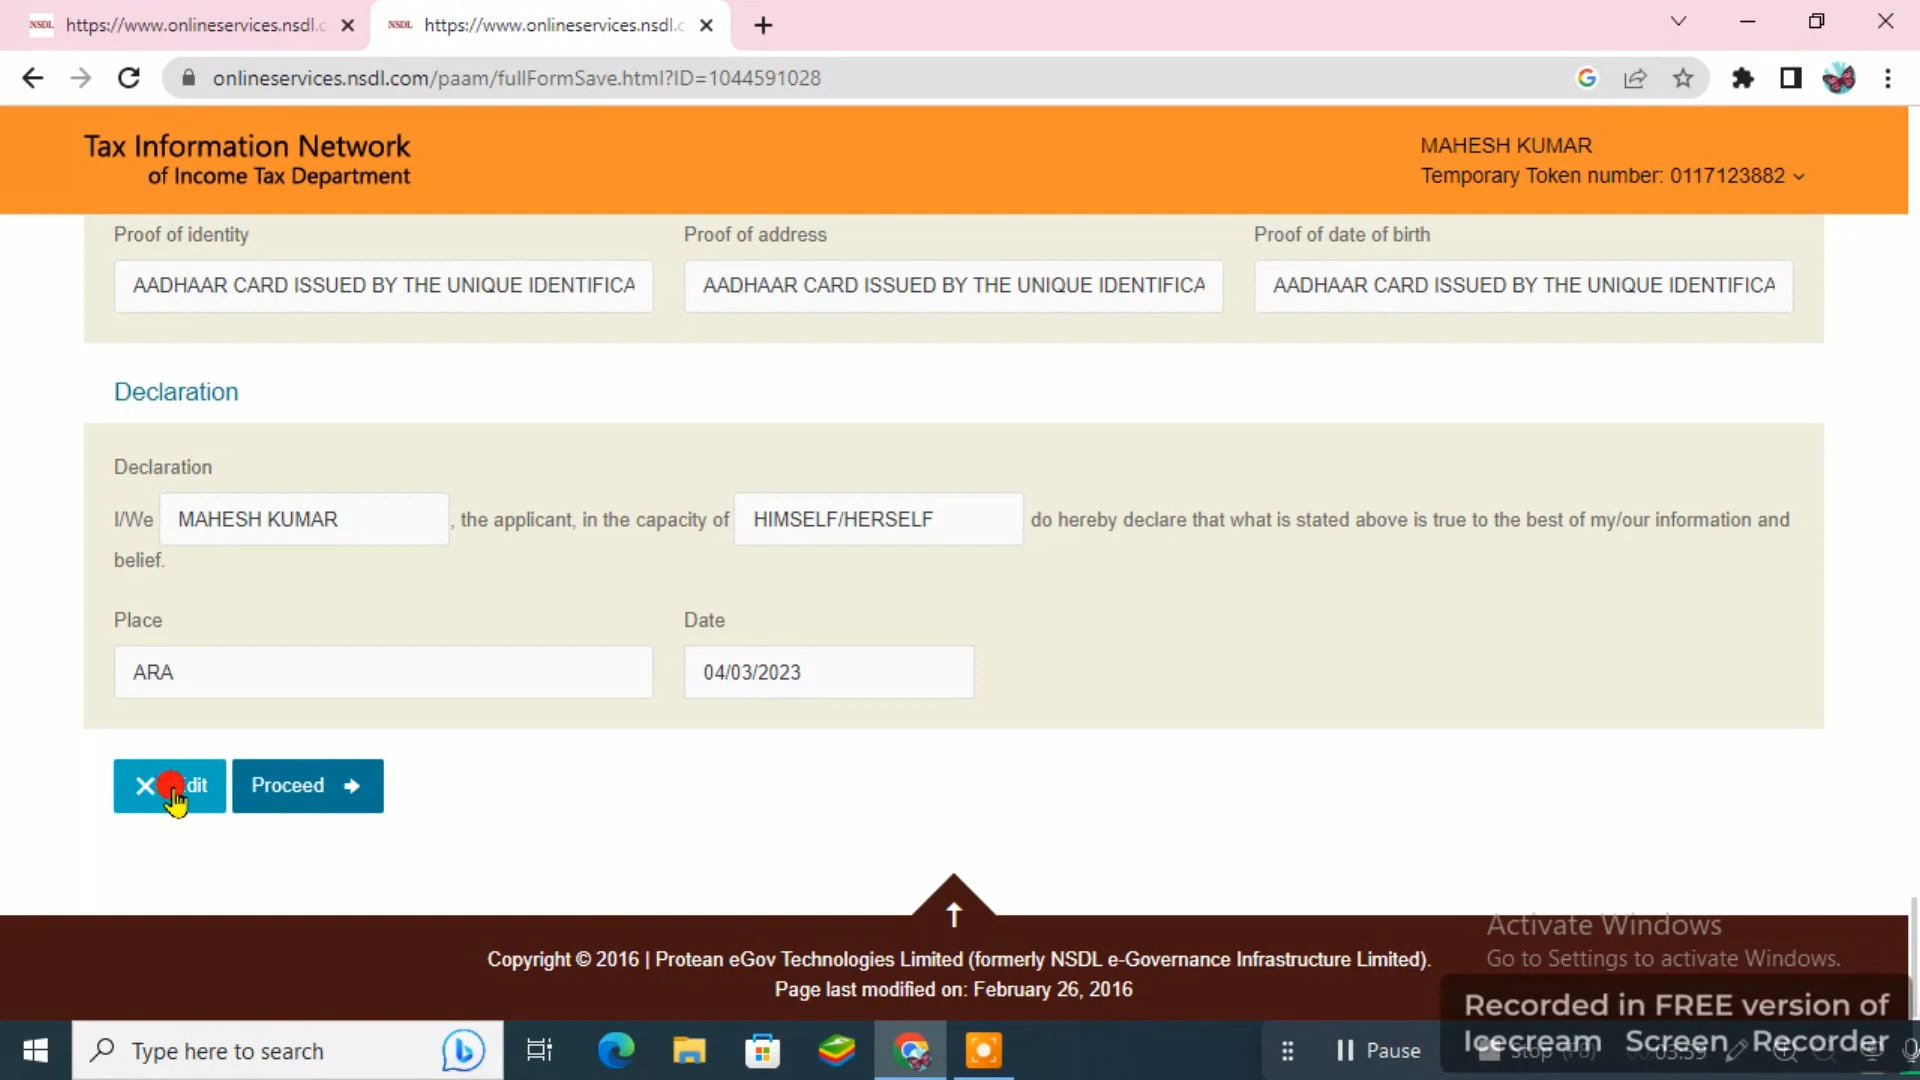 NSDL https://www.onlineservices.nsdl.c
NSDL https://www.onlineservices.nsdl.c
onlineservices.nsdl.com/paam/fullFormSave.html?ID=1044591028
Tax Information Network
of Income Tax Department
MAHESH KUMAR
Temporary Token number: 0117123882
Proof of identity Proof of address Proof of date of birth
AADHAAR CARD ISSUED BY THE UNIQUE IDENTIFICA AADHAAR CARD ISSUED BY THE UNIQUE IDENTIFICA AADHAAR CARD ISSUED BY THE UNIQUE IDENTIFICA
Declaration
Declaration
I/We MAHESH KUMAR , the applicant, in the capacity of HIMSELF/HERSELF do hereby declare that what is stated above is true to the best of my/our information and
belief.
Place Date
ARA 04/03/2023
dit Proceed
Copyright © 2016 | Protean eGov Technologies Limited (formerly NSDL e-Governance Infrastructure Limited).
Page last modified on: February 26, 2016
Activate Windows
Go to Settings to activate Windows.
Recorded in FREE version of
Icecream Screen Recorder
Type here to search
Pause